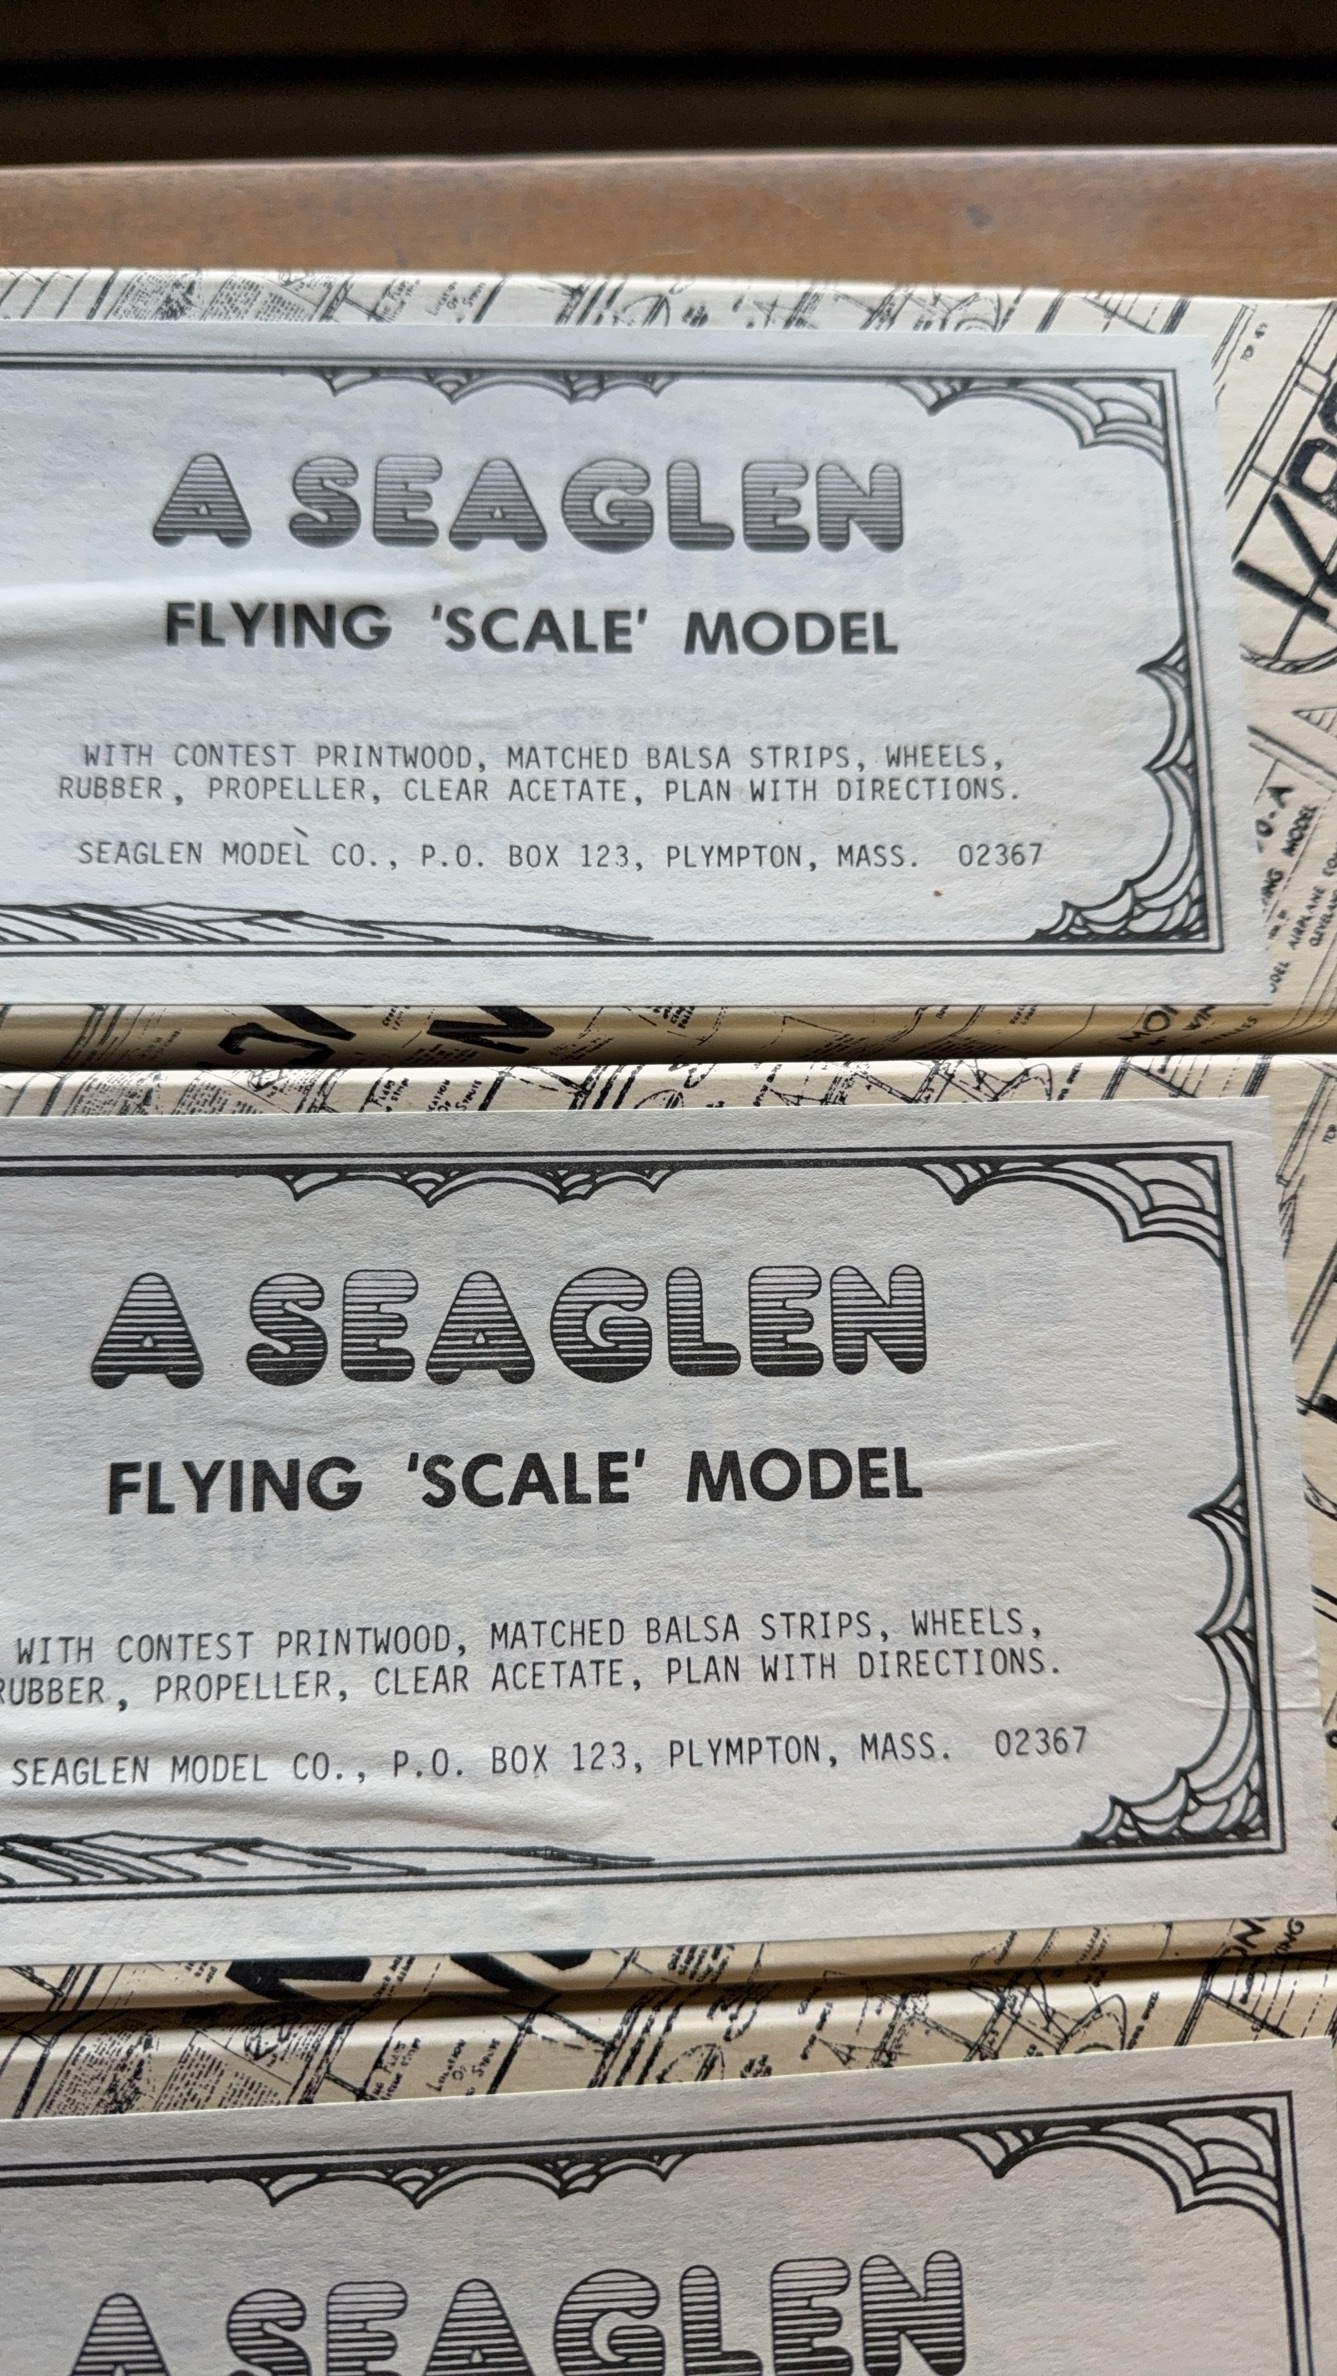 A SEAGLEN
FLYING 'SCALE' MODEL
WITH CONTEST PRINTWOOD, MATCHED BALSA STRIPS, WHEELS,
RUBBER, PROPELLER, CLEAR ACETATE, PLAN WITH DIRECTIONS.
SEAGLEN MODEL CO., P.O. BOX 123, PLYMPTON, MASS. 02367
A SEAGLEN
FLYING 'SCALE' MODEL
WITH CONTEST PRINTWOOD, MATCHED BALSA STRIPS, WHEELS,
RUBBER, PROPELLER, CLEAR ACETATE, PLAN WITH DIRECTIONS.
SEAGLEN MODEL CO., P.O. BOX 123, PLYMPTON, MASS. 02367
A SEAGLEN